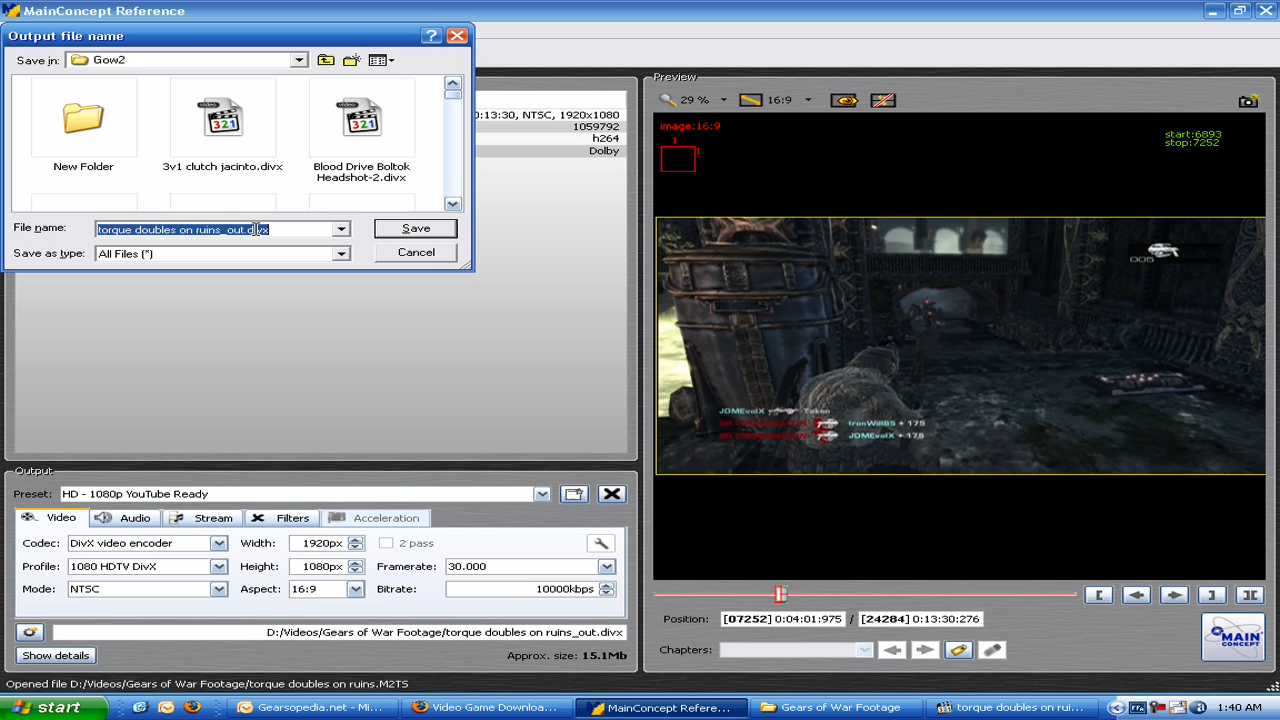 MainConcept Reference
Output file name
Save in: Gow2
New Folder
3v1 clutch jacinto.divx
Blood Drive Boltok
Headshot-2.divx
File name: torque doubles on ruins_out.divx
Save
Save as type: All Files (*)
Cancel
0:13:30, NTSC, 1920x1080
1059792
h264
Dolby
Preview
29 %
16:9
image:16:9
1
1
start:6893
stop:7252
005
JDMEvolX Taken
IronWill85 + 175
JDMEvolX + 175
Output
Preset: HD - 1080p YouTube Ready
Video Audio Stream Filters Acceleration
Codec: DivX video encoder Width: 1920px 2 pass
Profile: 1080 HDTV DivX Height: 1080px Framerate: 30.000
Mode: NTSC Aspect: 16:9 Bitrate: 10000kbps
D:/Videos/Gears of War Footage/torque doubles on ruins_out.divx
Show details Approx. size: 15.1Mb
Position: [07252] 0:04:01:975 / [24284] 0:13:30:276
Chapters:
MAIN
CONCEPT
Opened file D:/Videos/Gears of War Footage/torque doubles on ruins.M2TS
start Gearsopedia.net - Mi... Video Game Downloa... MainConcept Refere... Gears of War Footage torque doubles on rui... 1:40 AM